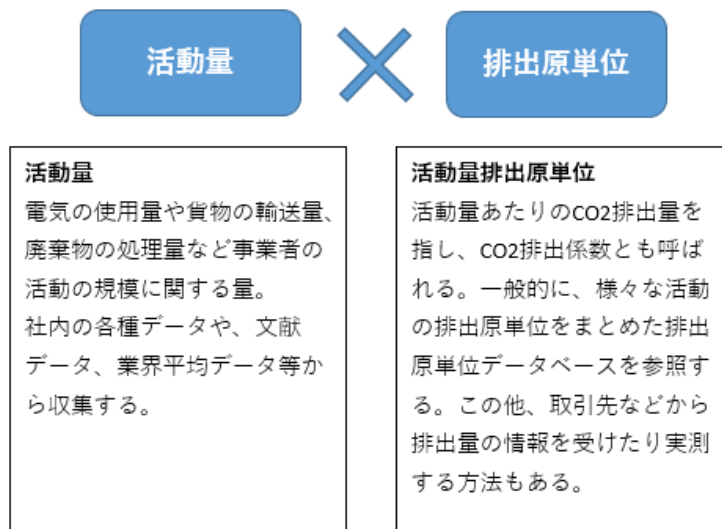 活動量
排出原単位
活動量
電気の使用量や貨物の輸送量、
廃棄物の処理量など事業者の
活動の規模に関する量。
社内の各種データや、文献
データ、業界平均データ等か
ら収集する。
活動量排出原単位
活動量あたりのCO2排出量を
指し、CO2排出係数とも呼ば
れる。一般的に、様々な活動
の排出原単位をまとめた排出
原単位データベースを参照す
る。この他、取引先などから
排出量の情報を受けたり実測
する方法もある。